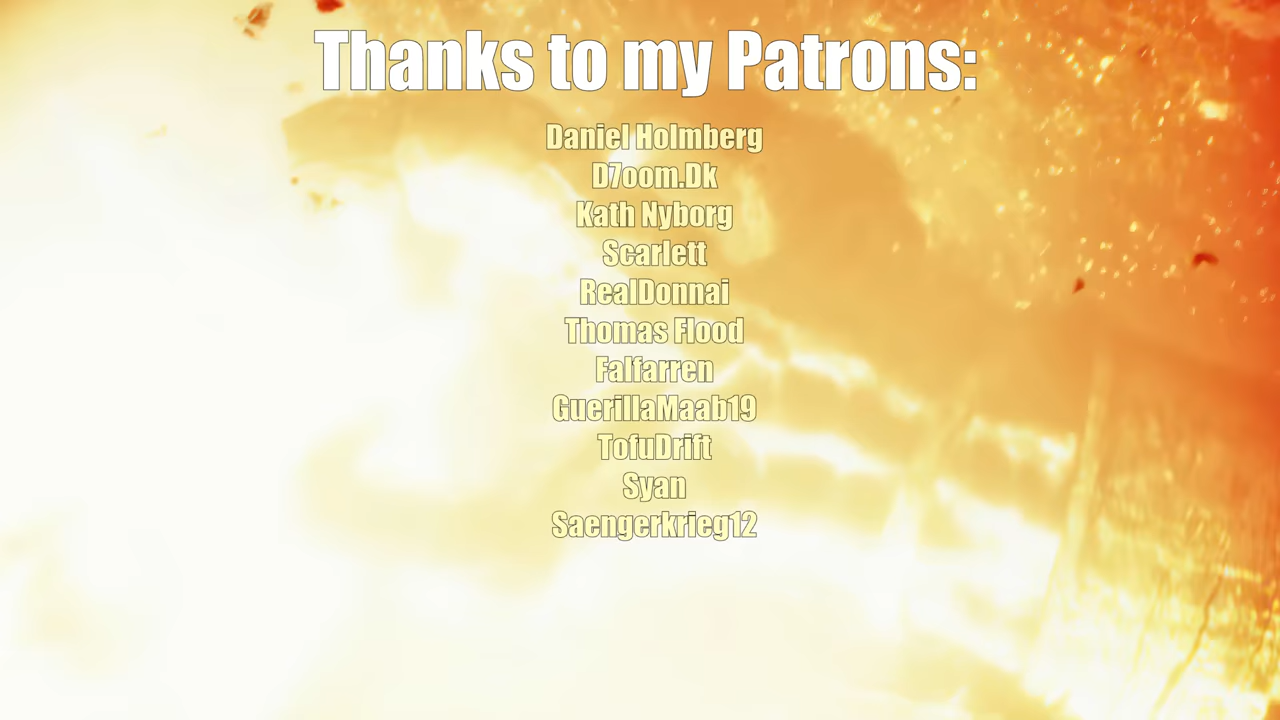 Thanks to my Patrons:
Daniel Holmberg
D7oom.Dk
Kath Nyborg
Scarlett
RealDonnai
Thomas Flood
Falfarren
GuerillaMaab19
TofuDrift
Syan
Saengerkrieg12